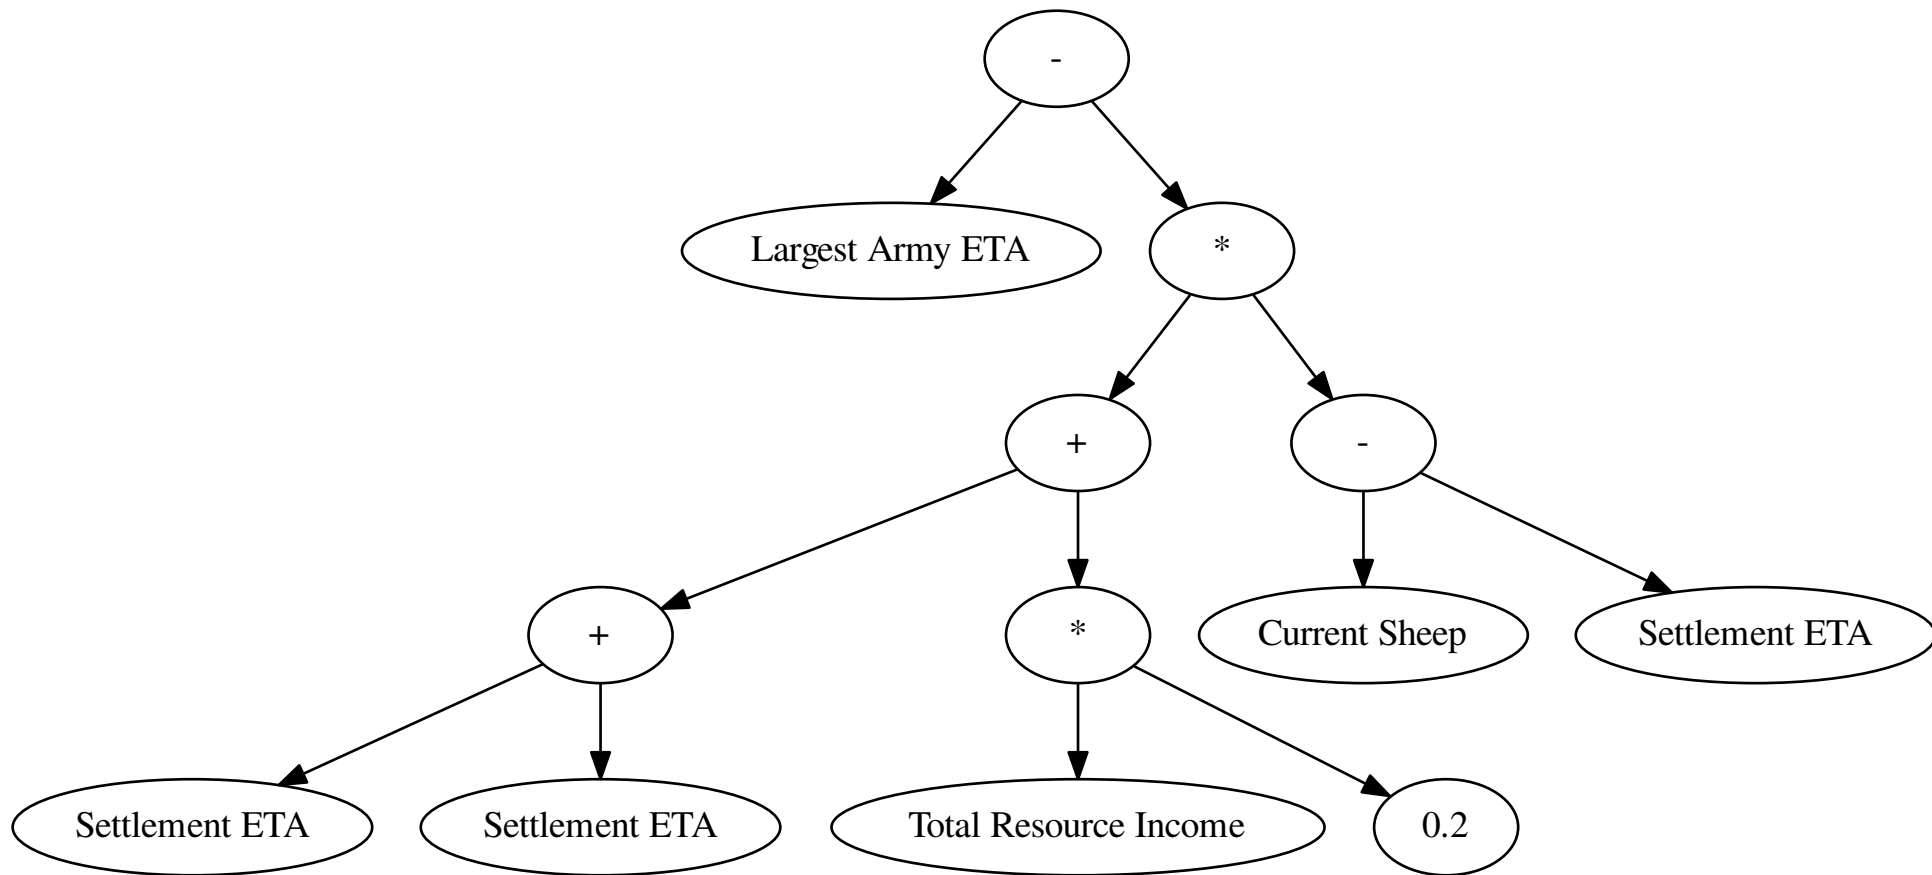 -
Largest Army ETA
*
+
-
+
*
Current Sheep
Settlement ETA
Settlement ETA
Settlement ETA
Total Resource Income
0.2